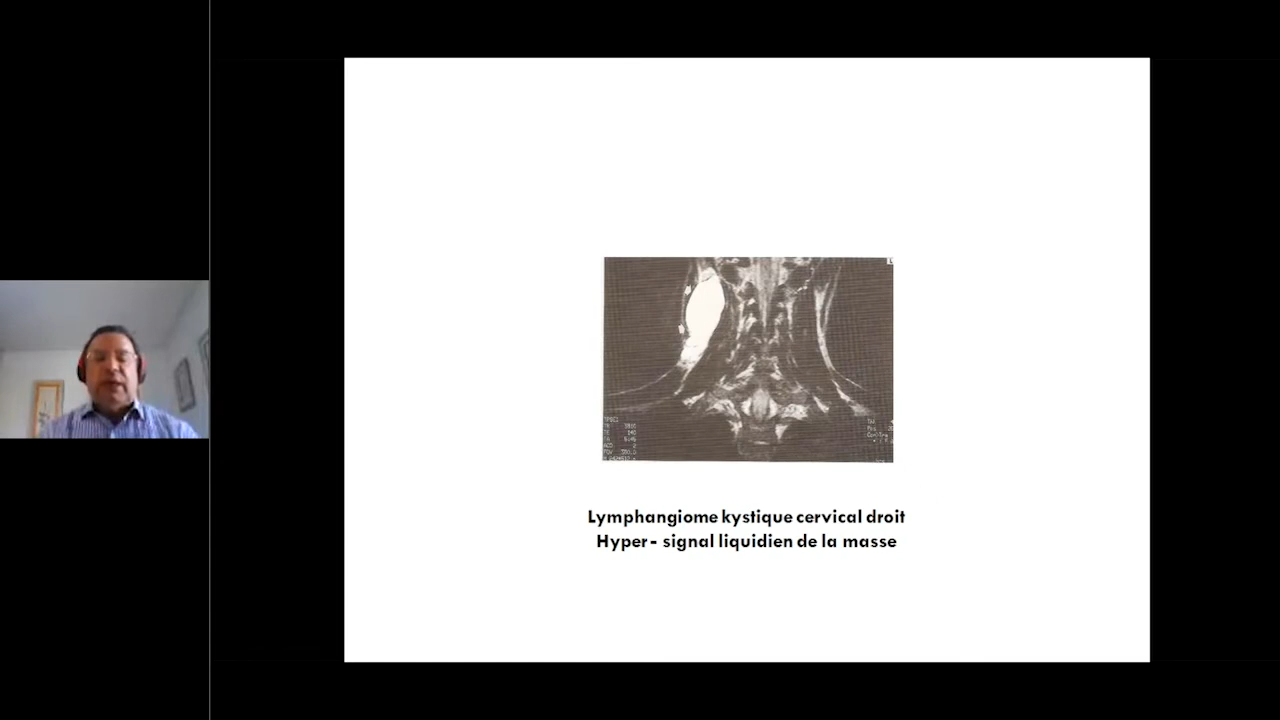 Lymphangiome kystique cervical droit
Hyper- signal liquidien de la masse